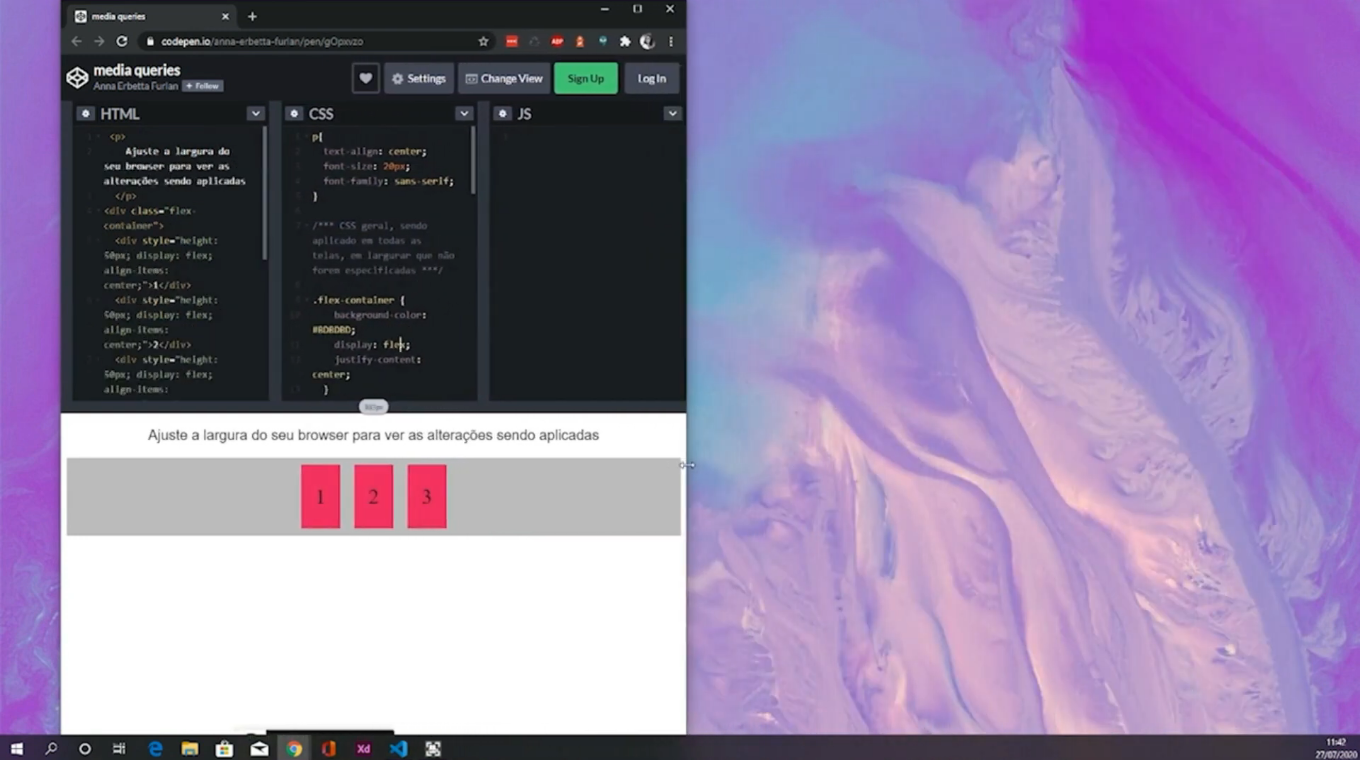 media queries
codepen.io/anna-erbetta-furlan/pen/gOpxvzo
ABP
media queries
Anna Erbetta Furlan + Follow
Settings
Change View
Sign Up
Log In
HTML
<p>
Ajuste a largura do
seu browser para ver as
alterações sendo aplicadas
</p>
<div class="flex-
container">
<div style="height:
50px; display: flex;
align-items:
center;">1</div>
<div style="height:
50px; display: flex;
align-items:
center;">2</div>
<div style="height:
50px; display: flex;
align-items:
CSS
p{
text-align: center;
font-size: 20px;
font-family: sans-serif;
}
/*** CSS geral, sendo
aplicado em todas as
telas, em largurar que não
forem especificadas ***/
.flex-container {
background-color:
#BDBDBD;
display: flex;
justify-content:
center;
}
JS
Ajuste a largura do seu browser para ver as alterações sendo aplicadas
1 2 3
Xd
11:42
27/07/2020